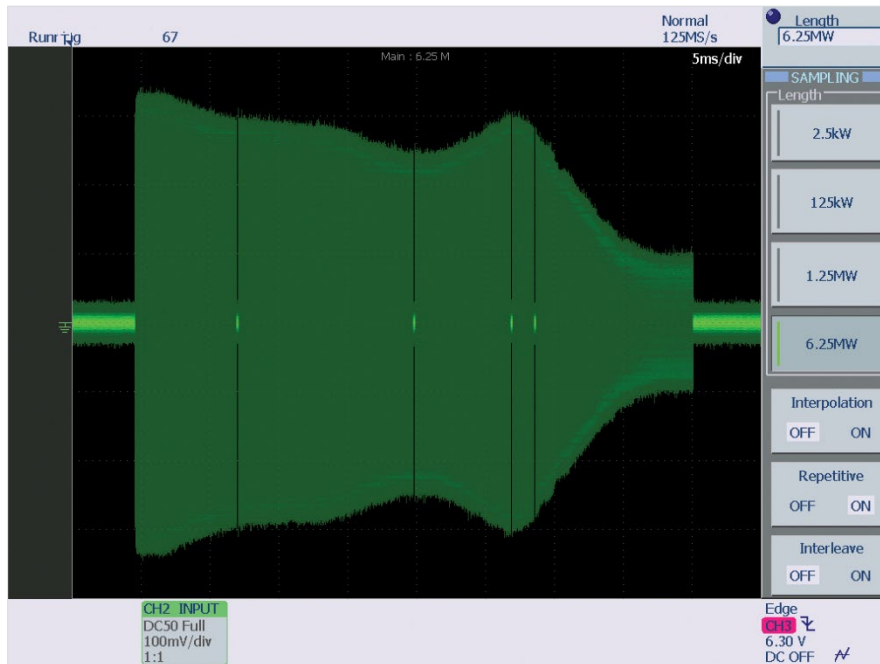 Normal
Length
Running
67
125MS/s
6.25MW
Main : 6.25 M
5ms/div
SAMPLING
Length
2.5kW
125kW
1.25MW
6.25MW
Interpolation
OFF ON
Repetitive
OFF ON
Interleave
OFF ON
CH2 INPUT
DC50 Full
100mV/div
1:1
Edge
CH3
6.30 V
DC OFF